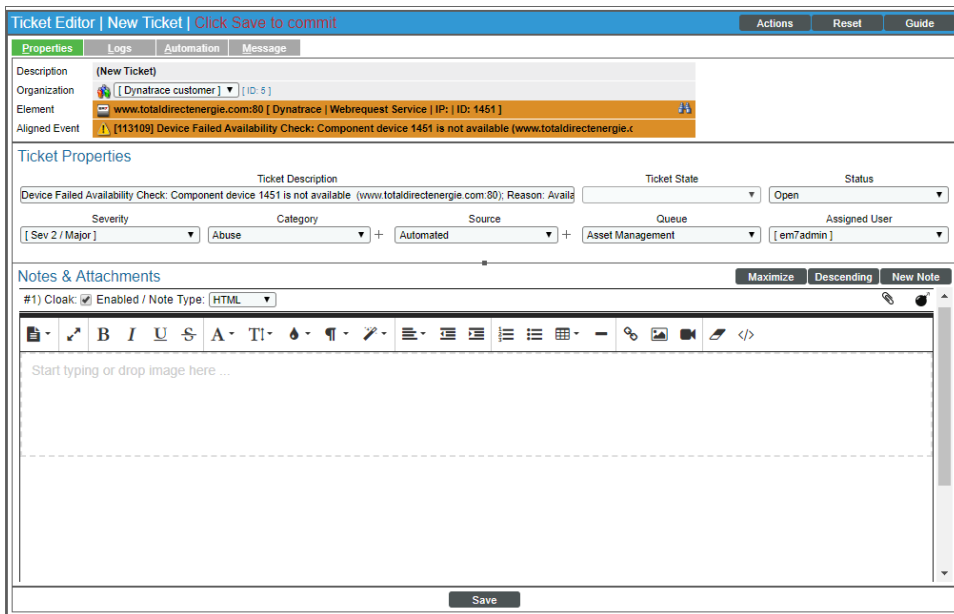 Ticket Editor | New Ticket | Click Save to commit Actions Reset Guide
Properties Logs Automation Message
Description (New Ticket)
Organization [ Dynatrace customer ] [ ID: 5 ]
Element www.totaldirectenergie.com:80 [ Dynatrace | Webrequest Service | IP: | ID: 1451 ]
Aligned Event [113109] Device Failed Availability Check: Component device 1451 is not available (www.totaldirectenergie.c
Ticket Properties
Ticket Description Ticket State Status
Device Failed Availability Check: Component device 1451 is not available (www.totaldirectenergie.com:80); Reason: Availa Open
Severity Category Source Queue Assigned User
[ Sev 2 / Major ] Abuse + Automated + Asset Management [ em7admin ]
Notes & Attachments Maximize Descending New Note
#1) Cloak: Enabled / Note Type: HTML
B I U S A TI ¶ </>
Start typing or drop image here ...
Save